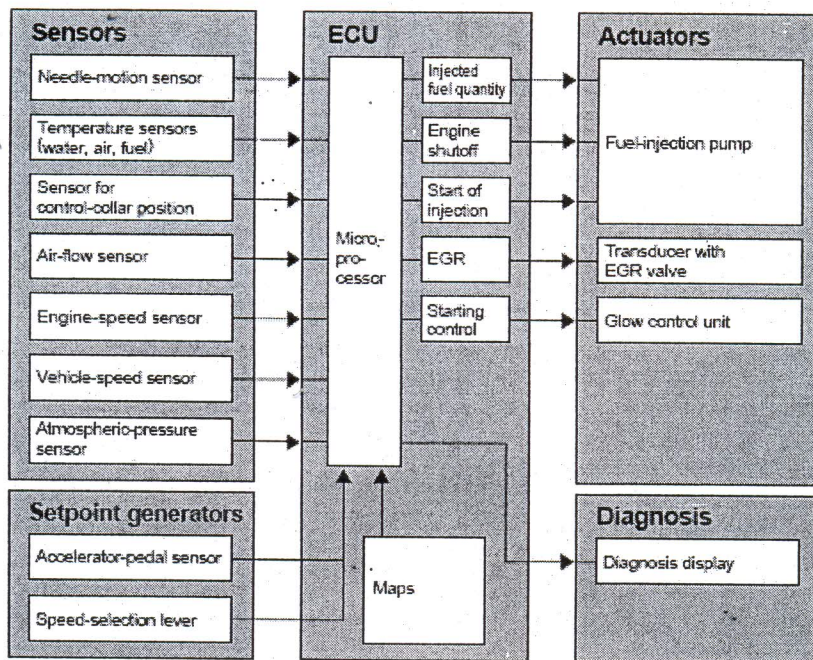 Sensors
Needle-motion sensor
Temperature sensors
(water, air, fuel)
Sensor for
control-collar position
Air-flow sensor
Engine-speed sensor
Vehicle-speed sensor
Atmospheric-pressure
sensor
Setpoint generators
Accelerator-pedal sensor
Speed-selection lever
ECU
Micro-
pro-
cessor
Injected
fuel quantity
Engine
shutoff
Start of
injection
EGR
Starting
control
Maps
Actuators
Fuel-injection pump
Transducer with
EGR valve
Glow control unit
Diagnosis
Diagnosis display